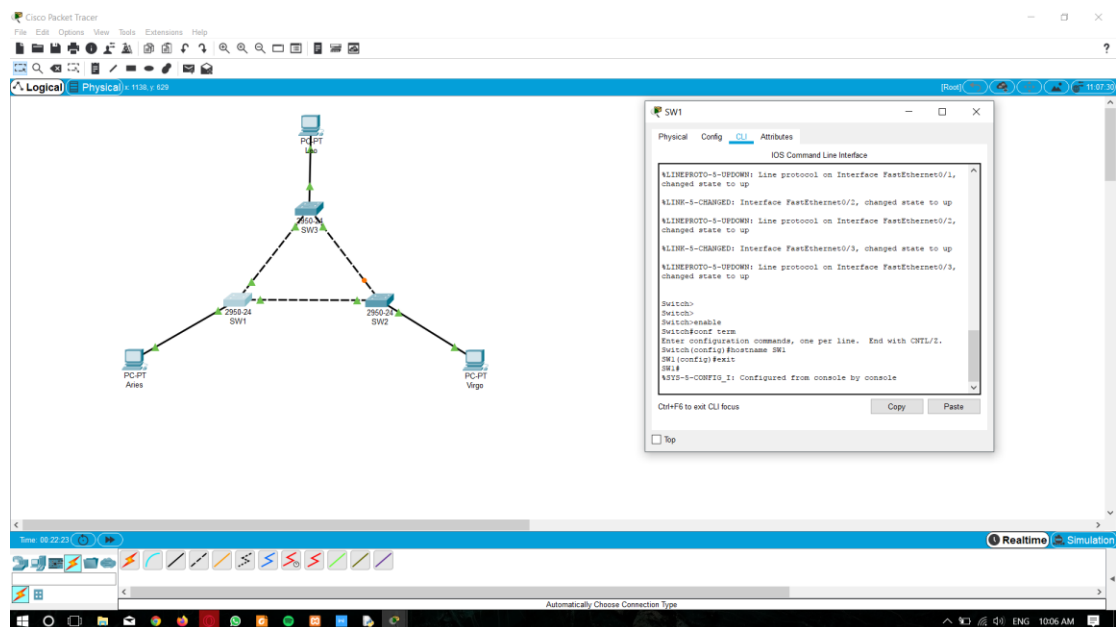 Cisco Packet Tracer
File Edit Options View Tools Extensions Help
?
Logical Physical x: 1138, y: 629 [Root] 11:07:30
PC-PT
Leo
2950-24
SW3
2950-24
SW1
2950-24
SW2
PC-PT
Aries
PC-PT
Virgo
SW1
Physical Config CLI Attributes
IOS Command Line Interface
%LINEPROTO-5-UPDOWN: Line protocol on Interface FastEthernet0/1,
changed state to up
%LINK-5-CHANGED: Interface FastEthernet0/2, changed state to up
%LINEPROTO-5-UPDOWN: Line protocol on Interface FastEthernet0/2,
changed state to up
%LINK-5-CHANGED: Interface FastEthernet0/3, changed state to up
%LINEPROTO-5-UPDOWN: Line protocol on Interface FastEthernet0/3,
changed state to up
Switch>
Switch>
Switch>enable
Switch#conf term
Enter configuration commands, one per line. End with CNTL/Z.
Switch(config)#hostname SW1
SW1(config)#exit
SW1#
%SYS-5-CONFIG_I: Configured from console by console
Ctrl+F6 to exit CLI focus
Copy Paste
Top
Time: 00:22:23
Realtime Simulation
Automatically Choose Connection Type
ENG 10:06 AM